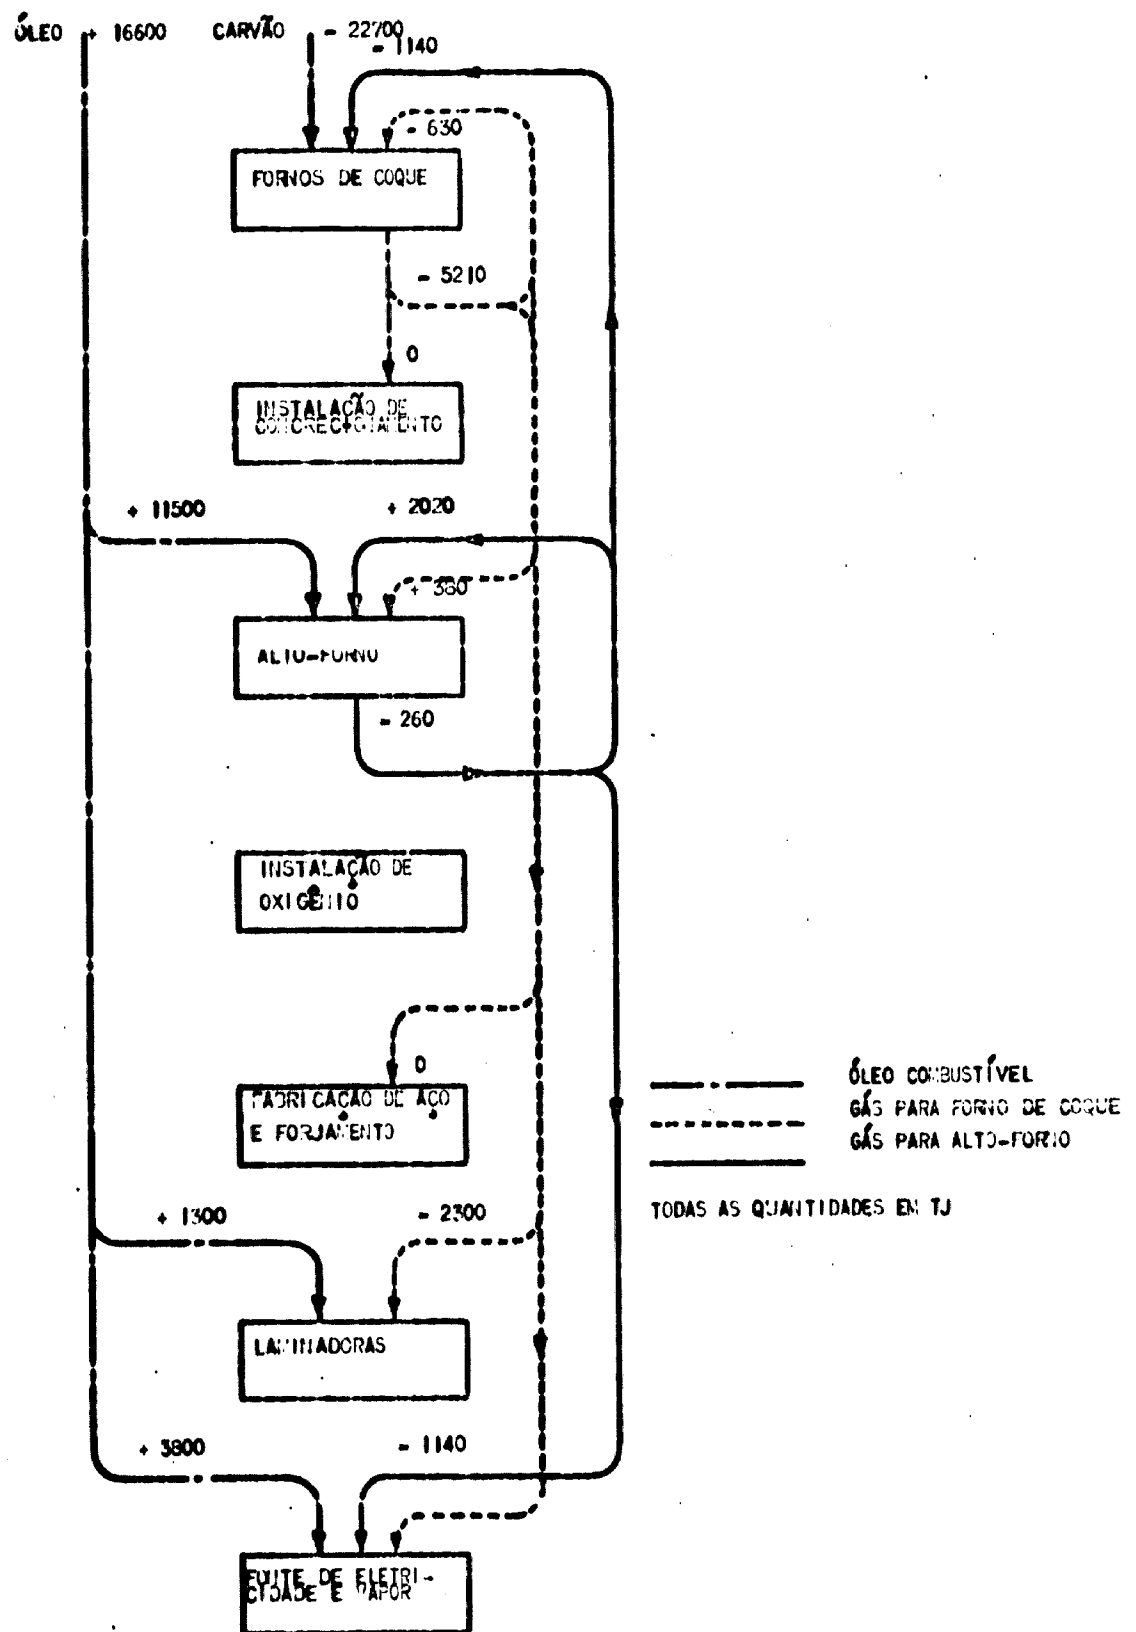 ÓLEO + 16600 CARVÃO - 22700
- 1140
- 630
FORNOS DE COQUE
- 5210
0
INSTALAÇÃO DE
+ 11500 + 2020
+ 380
ALTO-FORNO
- 260
INSTALAÇÃO DE
OXIGÊNIO
0
FABRICAÇÃO DE AÇO
E FORJAMENTO
ÓLEO COMBUSTÍVEL
GÁS PARA FORNO DE COQUE
GÁS PARA ALTO-FORNO
TODAS AS QUANTIDADES EM TJ
+ 1300 - 2300
LAMINADORAS
+ 3800 - 1140
FONTE DE ELETRI-
CIDADE E VAPOR